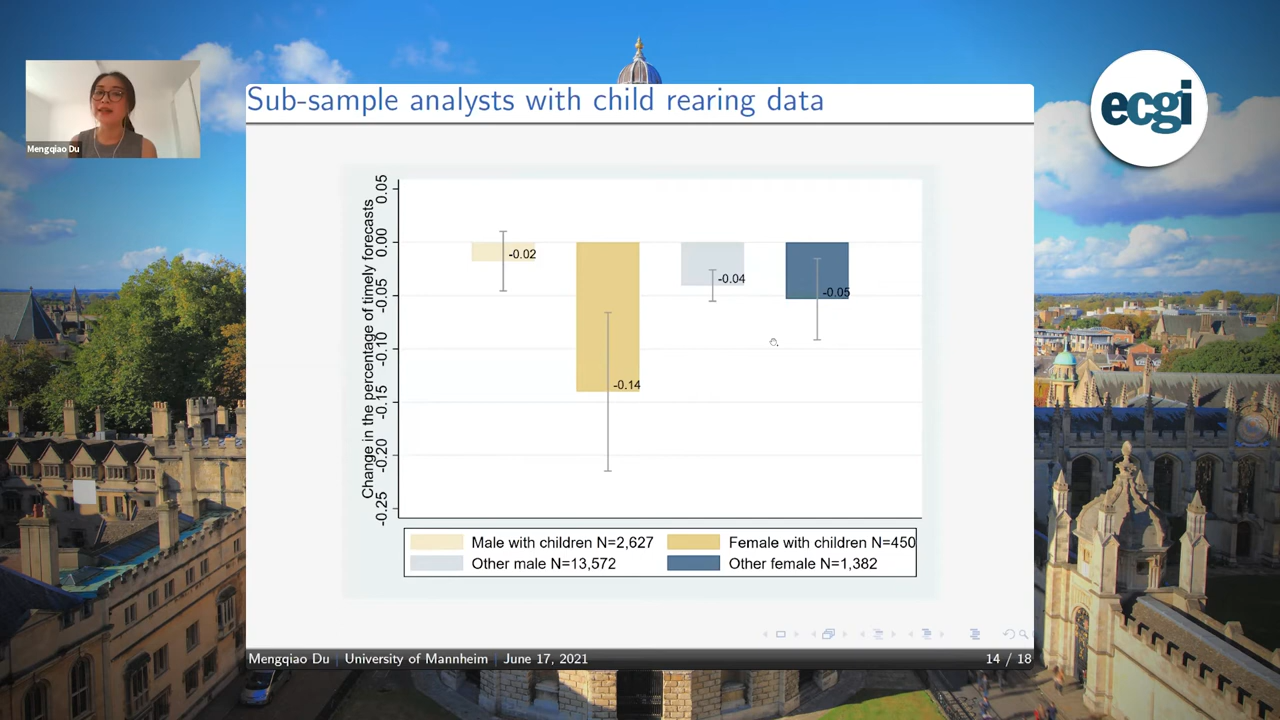 Sub-sample analysts with child rearing data
ecgi
Mengqiao Du
Change in the percentage of timely forecasts
0.05
0.00
-0.05
-0.10
-0.15
-0.20
-0.25
-0.02
-0.14
-0.04
-0.05
Male with children N=2,627
Female with children N=450
Other male N=13,572
Other female N=1,382
Mengqiao Du
University of Mannheim
June 17, 2021
14 / 18